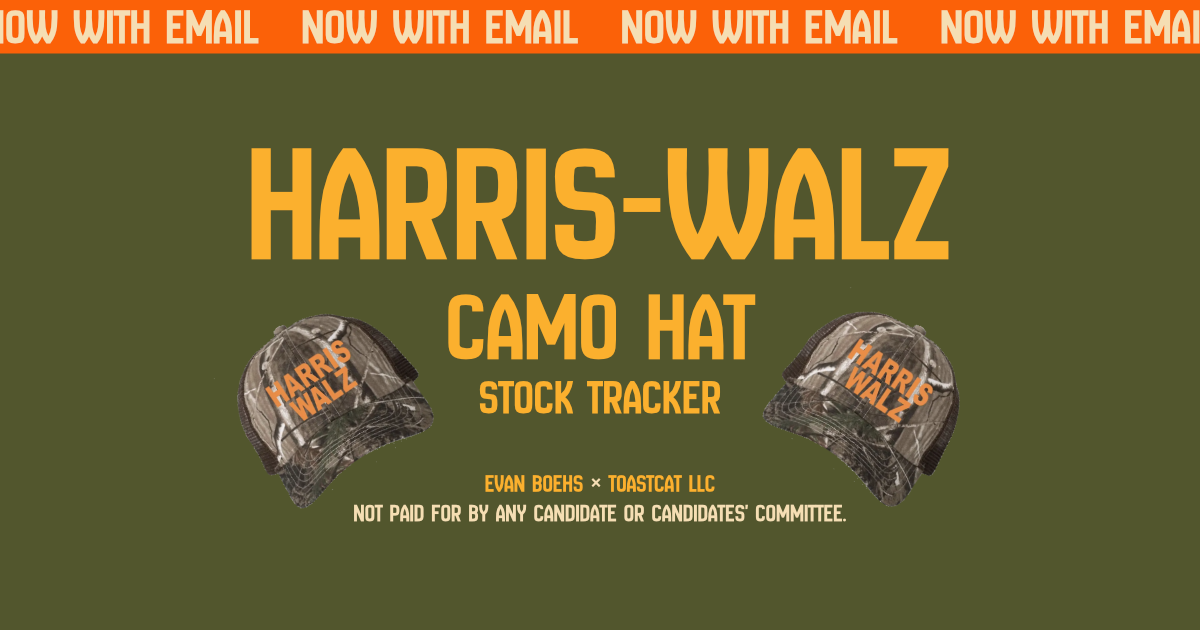 NOW WITH EMAIL NOW WITH EMAIL NOW WITH EMAIL NOW WITH EMAIL
HARRIS-WALZ
CAMO HAT
STOCK TRACKER
HARRIS
WALZ
HARRIS
WALZ
EVAN BOEHS × TOASTCAT LLC
NOT PAID FOR BY ANY CANDIDATE OR CANDIDATES' COMMITTEE.